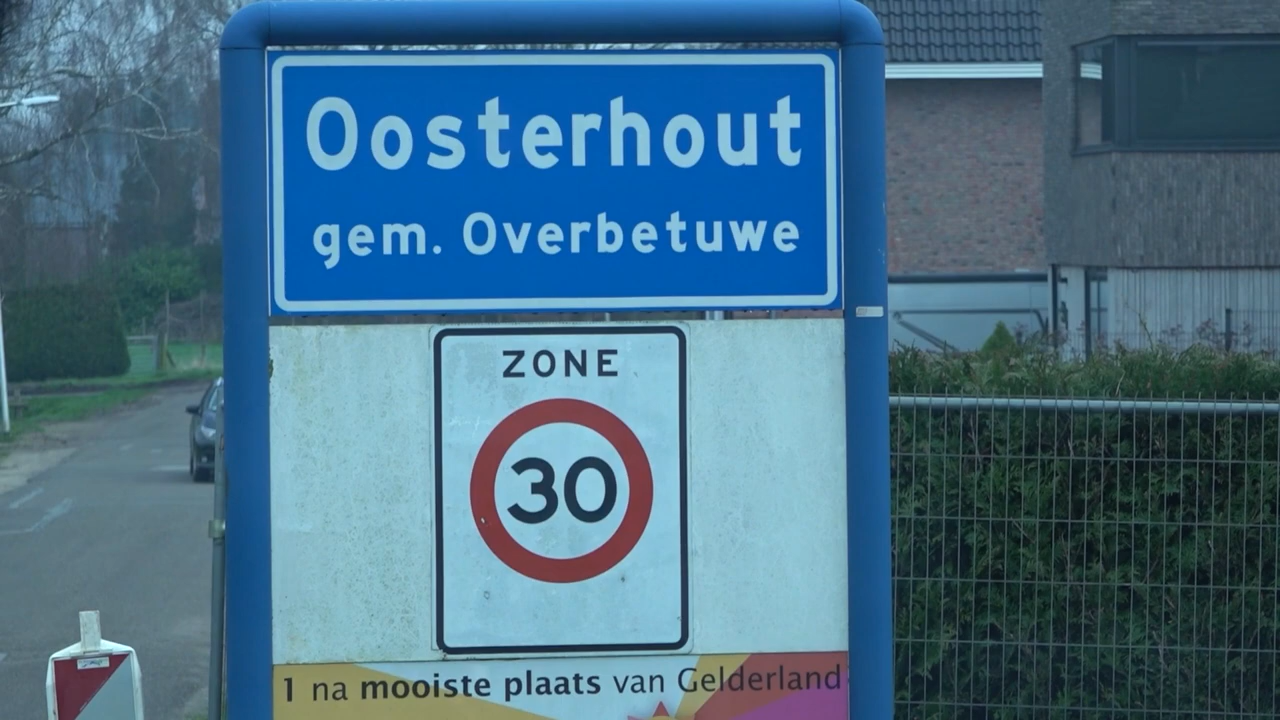 Oosterhout
gem. Overbetuwe
ZONE
30
1 na mooiste plaats van Gelderland